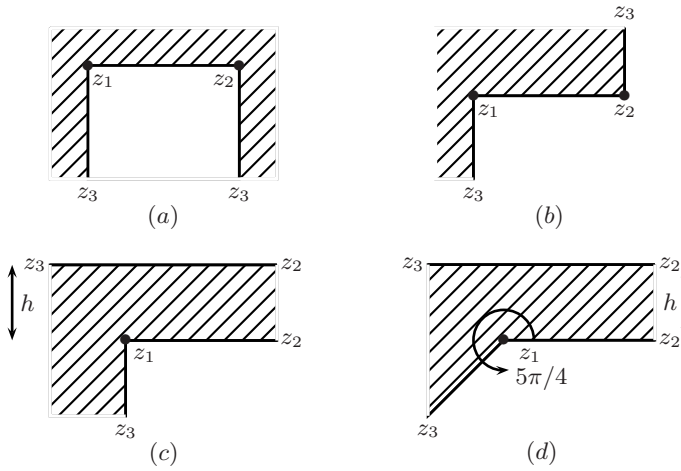 z₃
z₁ z₂ z₁ z₂
z₃ z₃ z₃
(a) (b)
z₃ z₂ z₃ z₂
h h
z₂ z₂
z₁ z₁
5π/4
z₃ z₃
(c) (d)